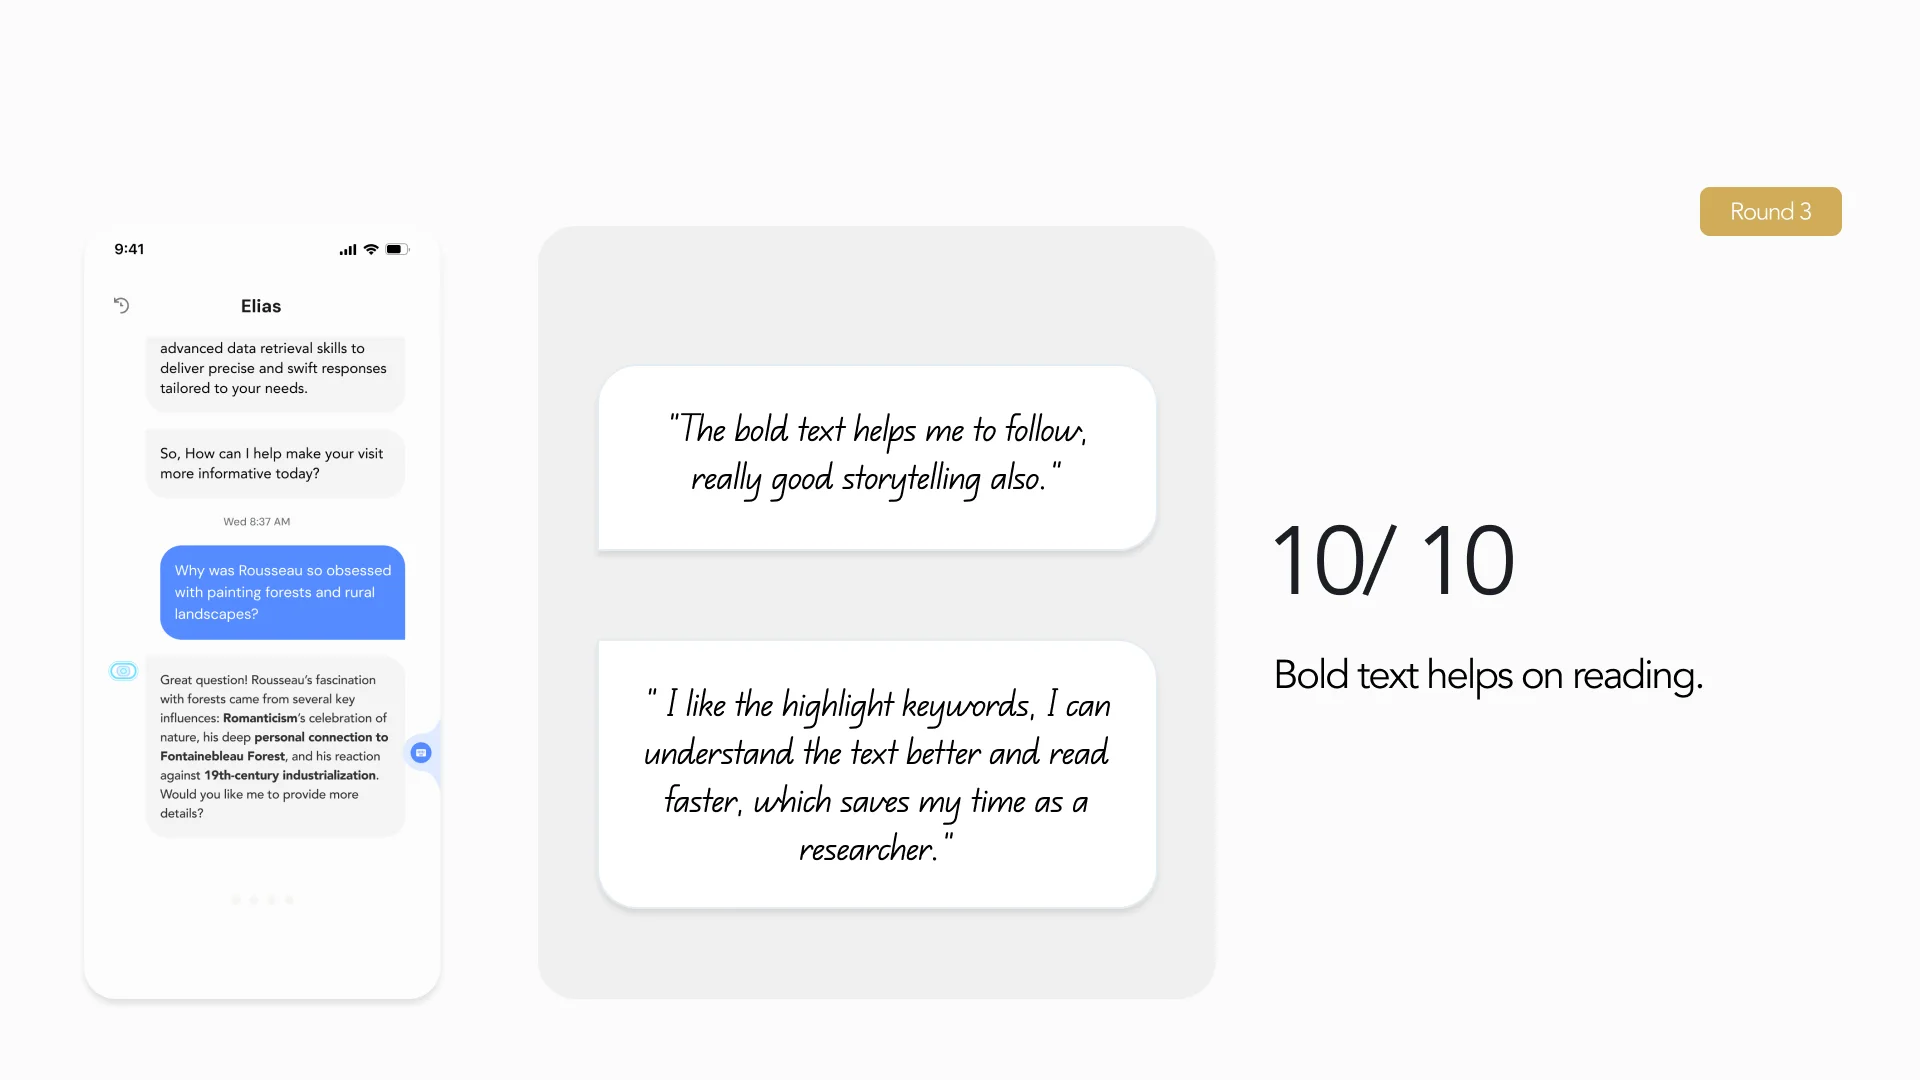 Round 3
9:41
Elias
advanced data retrieval skills to
deliver precise and swift responses
tailored to your needs.
So, How can I help make your visit
more informative today?
Wed 8:37 AM
Why was Rousseau so obsessed
with painting forests and rural
landscapes?
Great question! Rousseau's fascination
with forests came from several key
influences: Romanticism's celebration of
nature, his deep personal connection to
Fontainebleau Forest, and his reaction
against 19th-century industrialization.
Would you like me to provide more
details?
"The bold text helps me to follow,
really good storytelling also."
" I like the highlight keywords, I can
understand the text better and read
faster, which saves my time as a
researcher."
10/ 10
Bold text helps on reading.